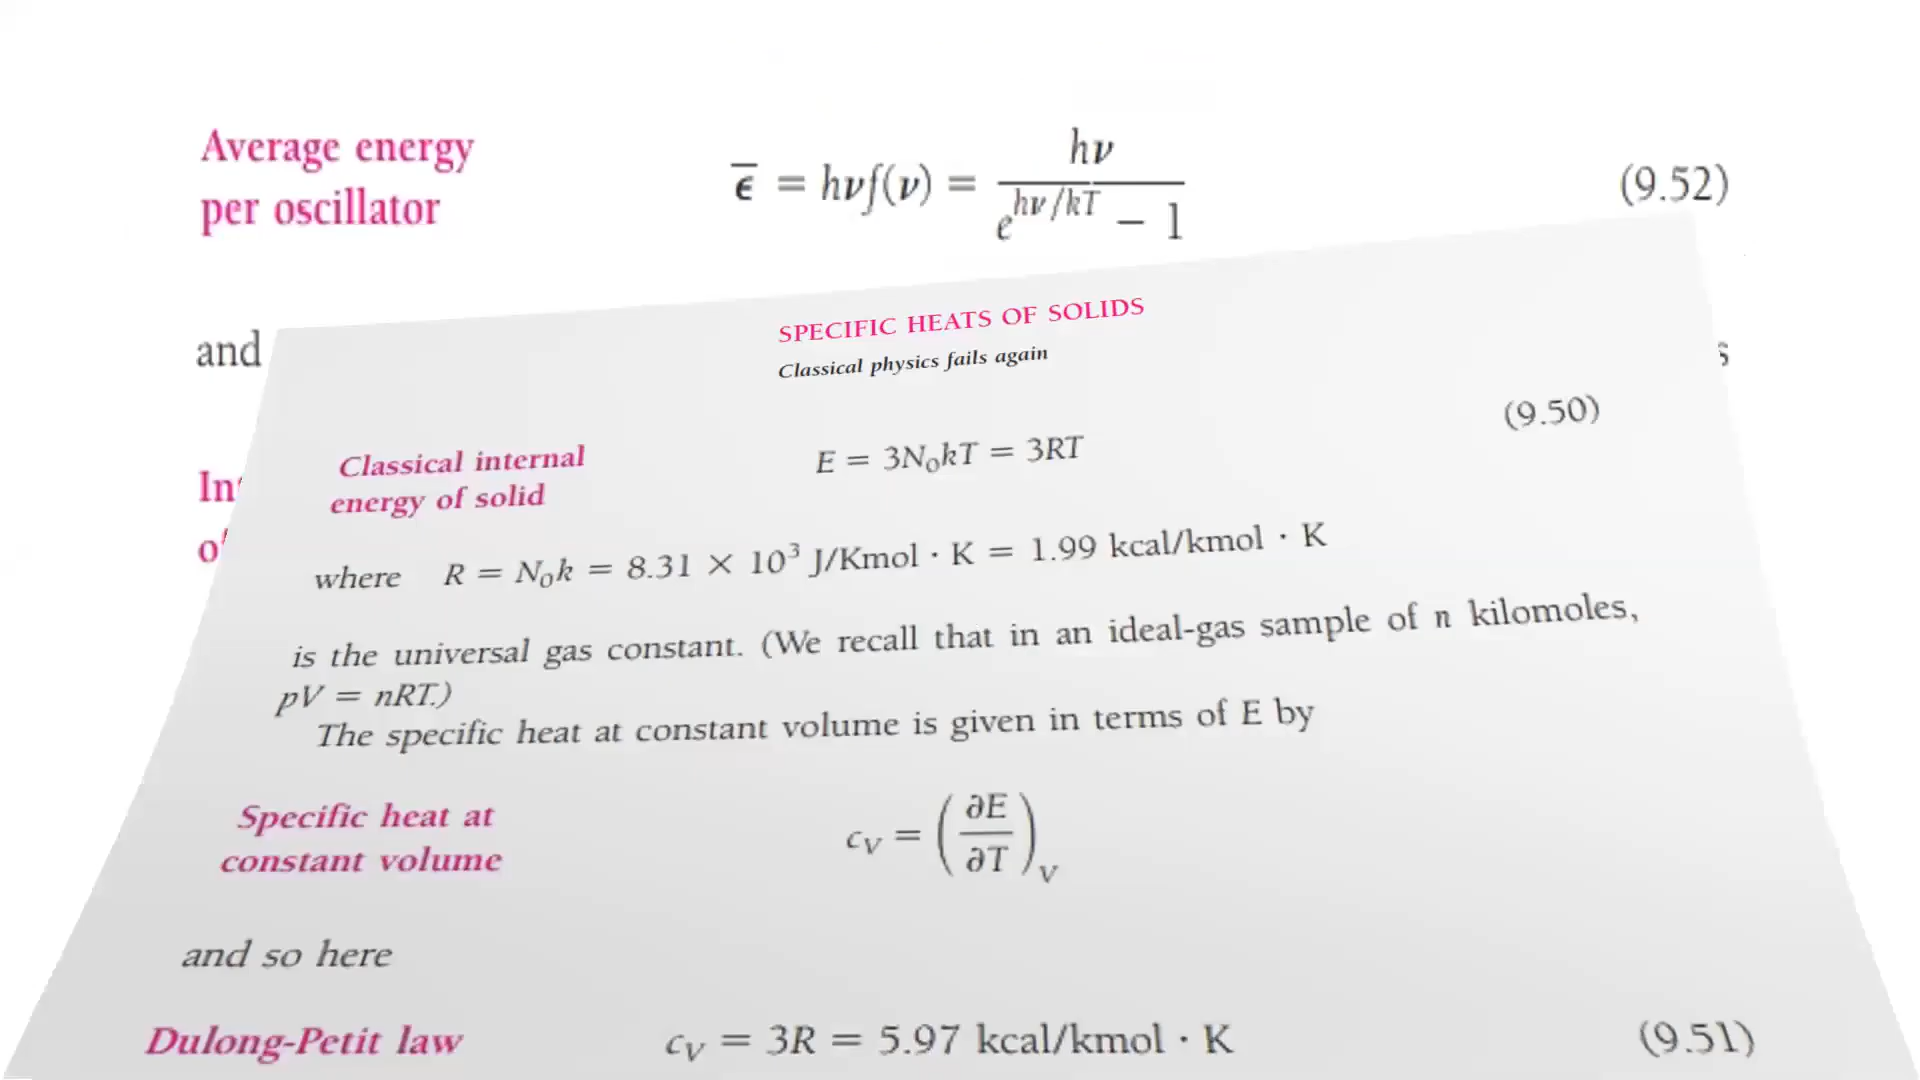 Average energy
per oscillator
ε̅ = hνf(ν) = hν / (e^{hν/kT} − 1) (9.52)
and
SPECIFIC HEATS OF SOLIDS
Classical physics fails again
(9.50)
Classical internal
energy of solid
E = 3N₀kT = 3RT
where R = N₀k = 8.31 × 10³ J/Kmol · K = 1.99 kcal/kmol · K
is the universal gas constant. (We recall that in an ideal-gas sample of n kilomoles,
pV = nRT.)
The specific heat at constant volume is given in terms of E by
Specific heat at
constant volume
c_V = (∂E/∂T)_V
and so here
Dulong-Petit law c_V = 3R = 5.97 kcal/kmol · K (9.51)